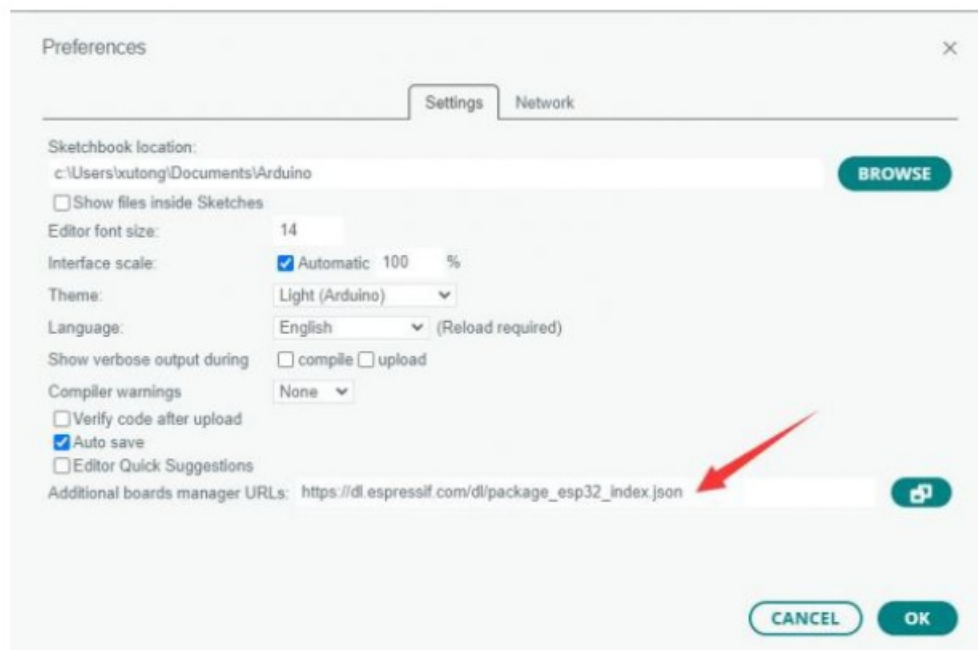 Preferences
Settings Network
Sketchbook location:
c:\Users\xutong\Documents\Arduino
BROWSE
Show files inside Sketches
Editor font size: 14
Interface scale: Automatic 100 %
Theme: Light (Arduino)
Language: English (Reload required)
Show verbose output during compile upload
Compiler warnings None
Verify code after upload
Auto save
Editor Quick Suggestions
Additional boards manager URLs: https://dl.espressif.com/dl/package_esp32_index.json
CANCEL OK